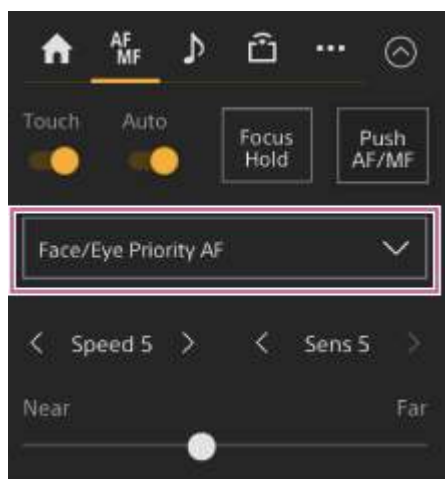 AF
MF
Touch
Auto
Focus
Hold
Push
AF/MF
Face/Eye Priority AF
Speed 5
Sens 5
Near
Far